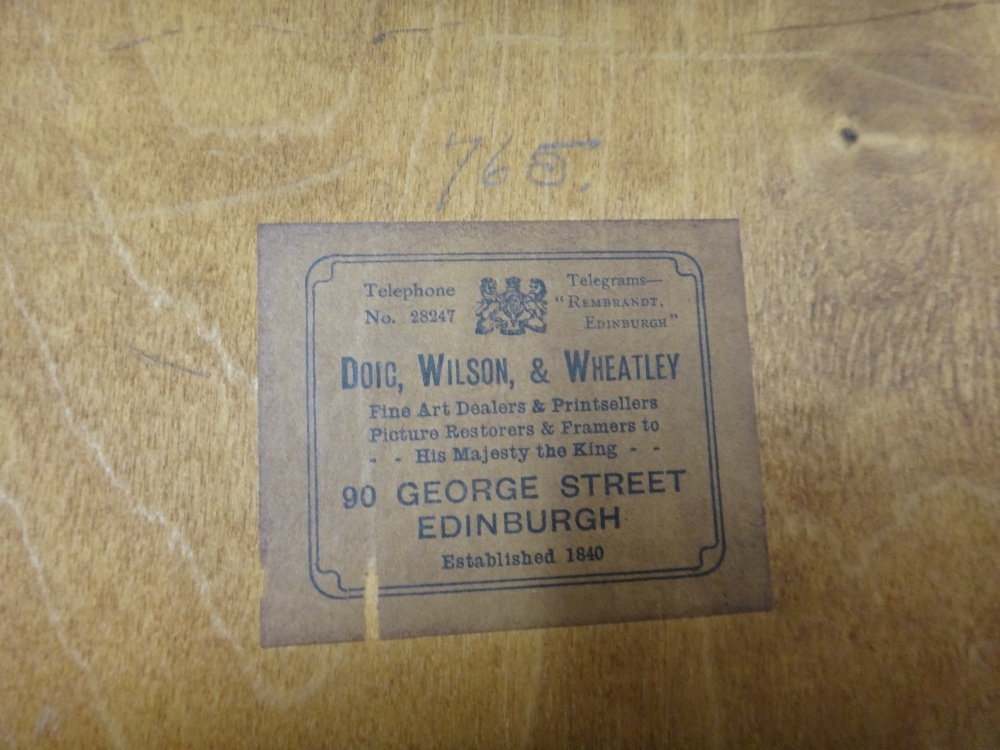 765.
Telephone
No. 28247
Telegrams—
"REMBRANDT,
EDINBURGH"
DOIG, WILSON, & WHEATLEY
Fine Art Dealers & Printsellers
Picture Restorers & Framers to
- - His Majesty the King - -
90 GEORGE STREET
EDINBURGH
Established 1840